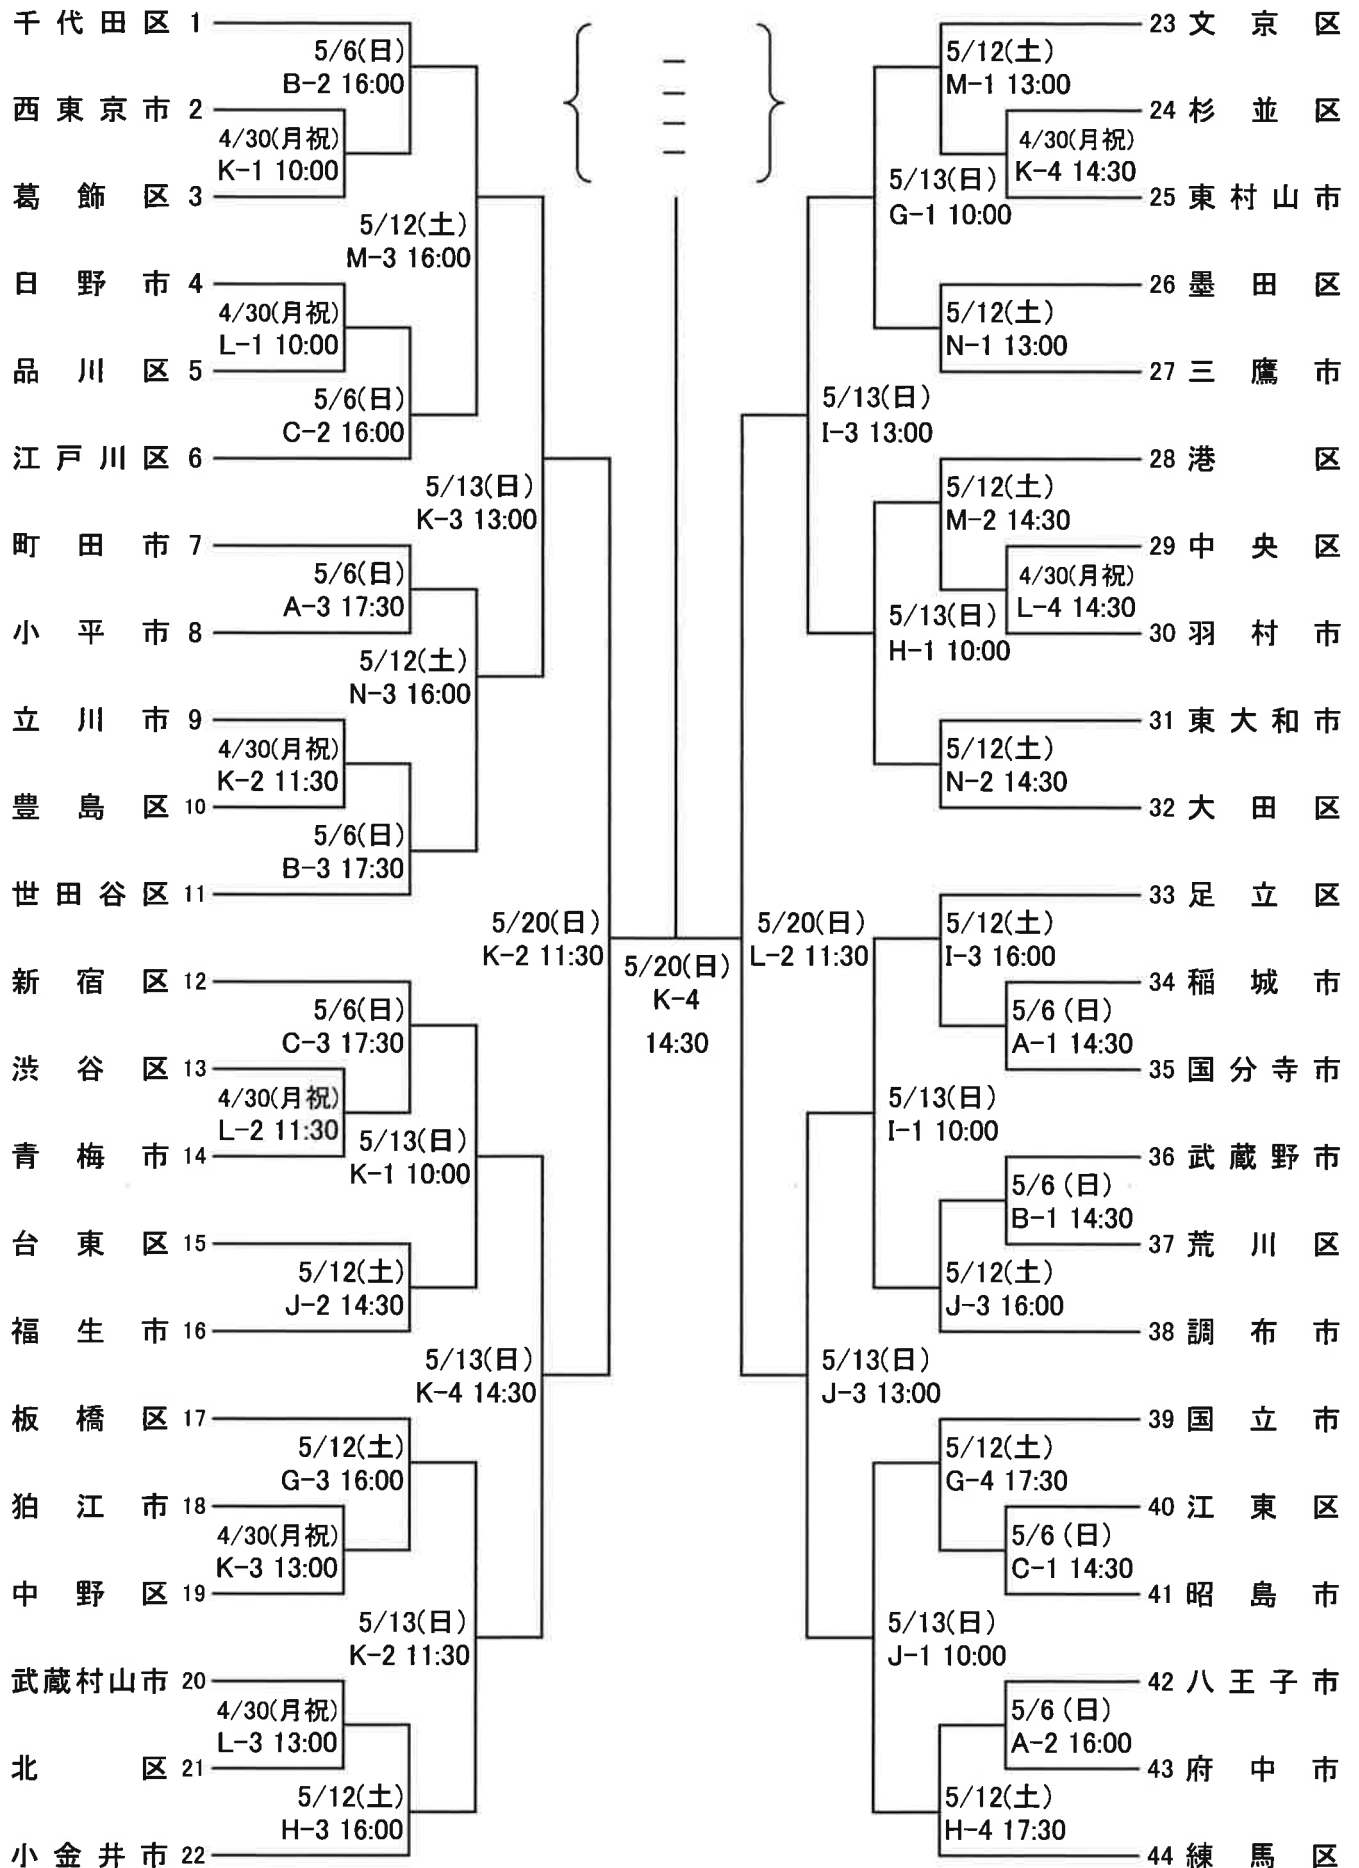 千代田区 1
5/6(日)
B-2 16:00
西東京市 2
4/30(月祝)
K-1 10:00
葛飾区 3
5/12(土)
M-3 16:00
日野市 4
4/30(月祝)
L-1 10:00
品川区 5
5/6(日)
C-2 16:00
江戸川区 6
5/13(日)
K-3 13:00
町田市 7
5/6(日)
A-3 17:30
小平市 8
5/12(土)
N-3 16:00
立川市 9
4/30(月祝)
K-2 11:30
豊島区 10
5/6(日)
B-3 17:30
世田谷区 11
5/20(日)
K-2 11:30
新宿区 12
5/6(日)
C-3 17:30
渋谷区 13
4/30(月祝)
L-2 11:30
青梅市 14
5/13(日)
K-1 10:00
台東区 15
5/12(土)
J-2 14:30
福生市 16
5/13(日)
K-4 14:30
板橋区 17
5/12(土)
G-3 16:00
狛江市 18
4/30(月祝)
K-3 13:00
中野区 19
5/13(日)
K-2 11:30
武蔵村山市 20
4/30(月祝)
L-3 13:00
北区 21
5/12(土)
H-3 16:00
小金井市 22
{ - - - - }
5/20(日)
K-4
14:30
23 文京区
5/12(土)
M-1 13:00
24 杉並区
4/30(月祝)
K-4 14:30
25 東村山市
5/13(日)
G-1 10:00
26 墨田区
5/12(土)
N-1 13:00
27 三鷹市
5/13(日)
I-3 13:00
28 港区
5/12(土)
M-2 14:30
29 中央区
4/30(月祝)
L-4 14:30
30 羽村市
5/13(日)
H-1 10:00
31 東大和市
5/12(土)
N-2 14:30
32 大田区
5/20(日)
L-2 11:30
33 足立区
5/12(土)
I-3 16:00
34 稲城市
5/6 (日)
A-1 14:30
35 国分寺市
5/13(日)
I-1 10:00
36 武蔵野市
5/6 (日)
B-1 14:30
37 荒川区
5/12(土)
J-3 16:00
38 調布市
5/13(日)
J-3 13:00
39 国立市
5/12(土)
G-4 17:30
40 江東区
5/6 (日)
C-1 14:30
41 昭島市
5/13(日)
J-1 10:00
42 八王子市
5/6 (日)
A-2 16:00
43 府中市
5/12(土)
H-4 17:30
44 練馬区